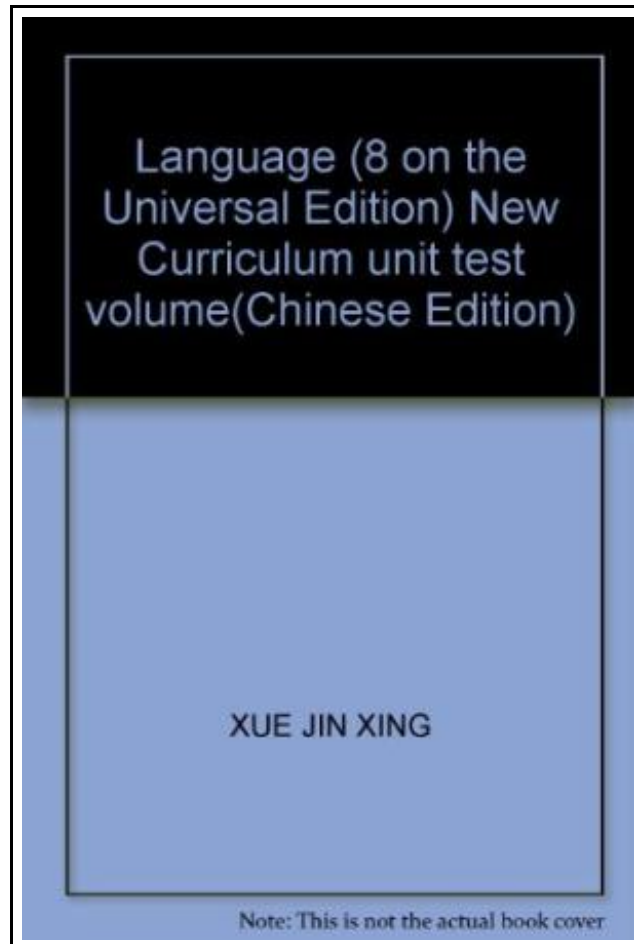 Language (8 on the
Universal Edition) New
Curriculum unit test
volume(Chinese Edition)
XUE JIN XING
Note: This is not the actual book cover